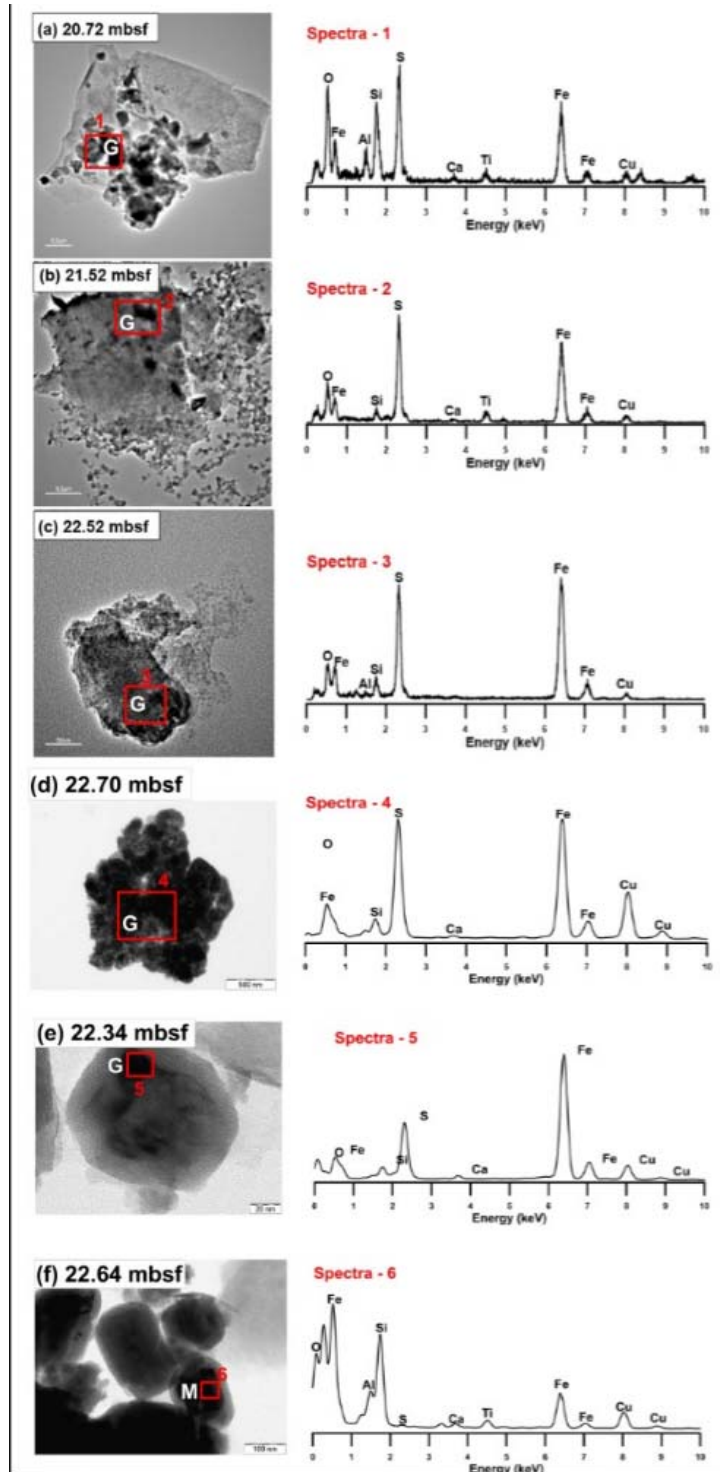 (a) 20.72 mbsf
1
G
Spectra - 1
O
Fe
Al
Si
S
Ca
Ti
Fe
Fe
Cu
0 1 2 3 4 5 6 7 8 9 10
Energy (keV)
(b) 21.52 mbsf
2
G
Spectra - 2
O
Fe
Si
S
Ca
Ti
Fe
Fe
Cu
0 1 2 3 4 5 6 7 8 9 10
Energy (keV)
(c) 22.52 mbsf
3
G
Spectra - 3
O
Fe
Al
Si
S
Fe
Fe
Cu
0 1 2 3 4 5 6 7 8 9 10
Energy (keV)
(d) 22.70 mbsf
4
G
500 nm
Spectra - 4
O
Fe
Si
S
Ca
Fe
Fe
Cu
Cu
1 2 3 4 5 6 7 8 9 10
Energy (keV)
(e) 22.34 mbsf
G
5
20 nm
Spectra - 5
O
Fe
Si
S
Ca
Fe
Fe
Cu
Cu
0 1 2 3 4 5 6 7 8 9 10
Energy (keV)
(f) 22.64 mbsf
6
M
100 nm
Spectra - 6
O
Fe
Al
Si
S
Ca
Ti
Fe
Fe
Cu
Cu
0 1 2 3 4 5 6 7 8 9 10
Energy (keV)